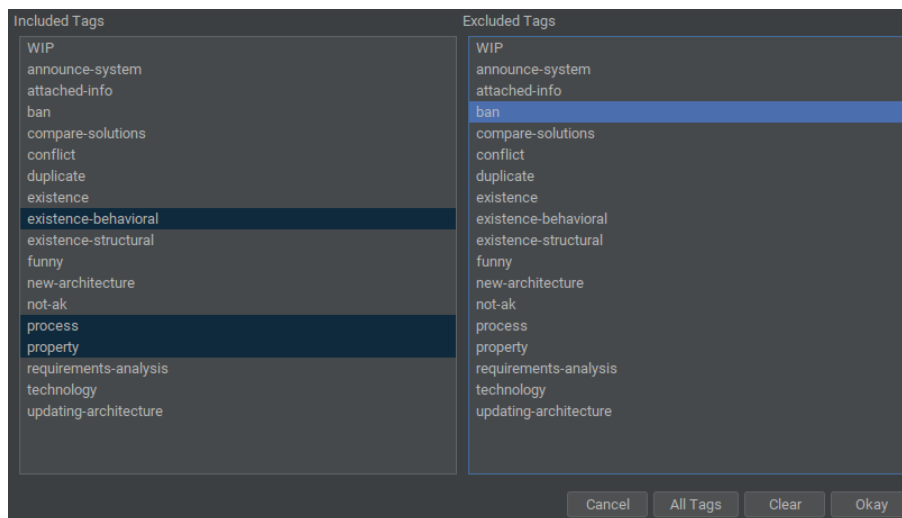 Included Tags
WIP
announce-system
attached-info
ban
compare-solutions
conflict
duplicate
existence
existence-behavioral
existence-structural
funny
new-architecture
not-ak
process
property
requirements-analysis
technology
updating-architecture
Excluded Tags
WIP
announce-system
attached-info
ban
compare-solutions
conflict
duplicate
existence
existence-behavioral
existence-structural
funny
new-architecture
not-ak
process
property
requirements-analysis
technology
updating-architecture
Cancel All Tags Clear Okay